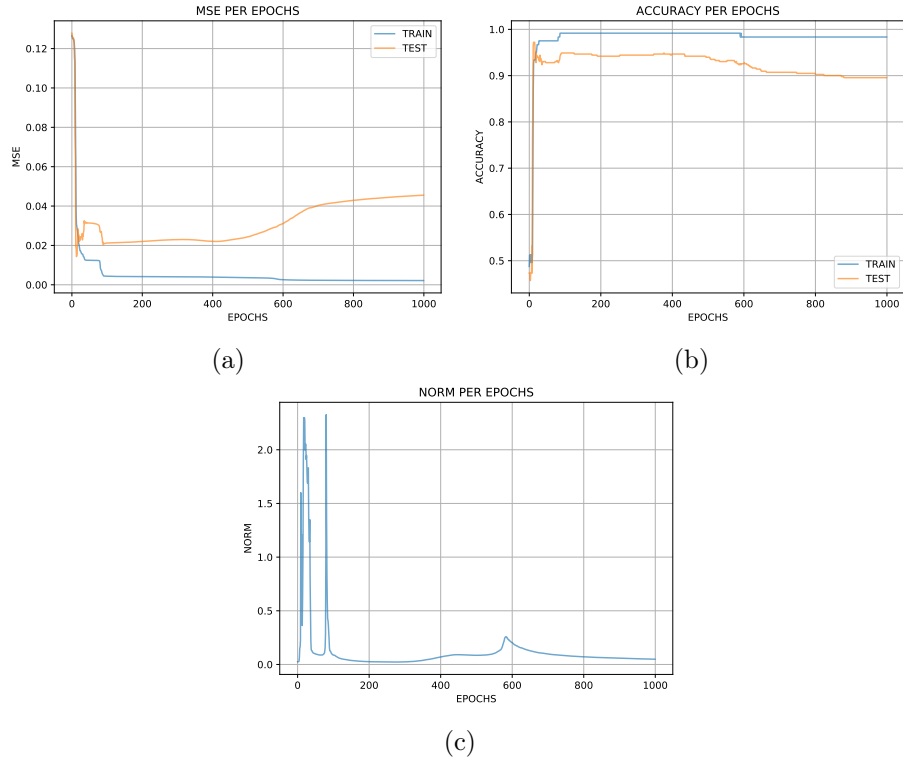 MSE PER EPOCHS
0.12
0.10
0.08
0.06
0.04
0.02
0.00
MSE
TRAIN
TEST
0 200 400 600 800 1000
EPOCHS
(a)
ACCURACY PER EPOCHS
1.0
0.9
0.8
0.7
0.6
0.5
ACCURACY
TRAIN
TEST
0 200 400 600 800 1000
EPOCHS
(b)
NORM PER EPOCHS
2.0
1.5
1.0
0.5
0.0
NORM
0 200 400 600 800 1000
EPOCHS
(c)